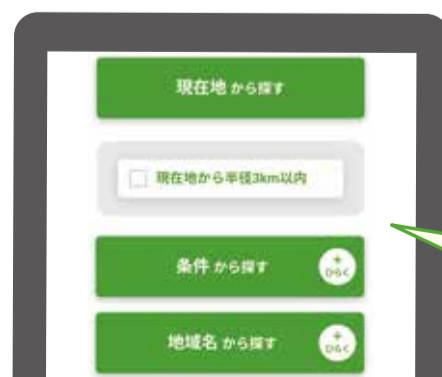 現在地 から探す
現在地から半径3km以内
条件 から探す
+
ひらく
地域名 から探す
+
ひらく